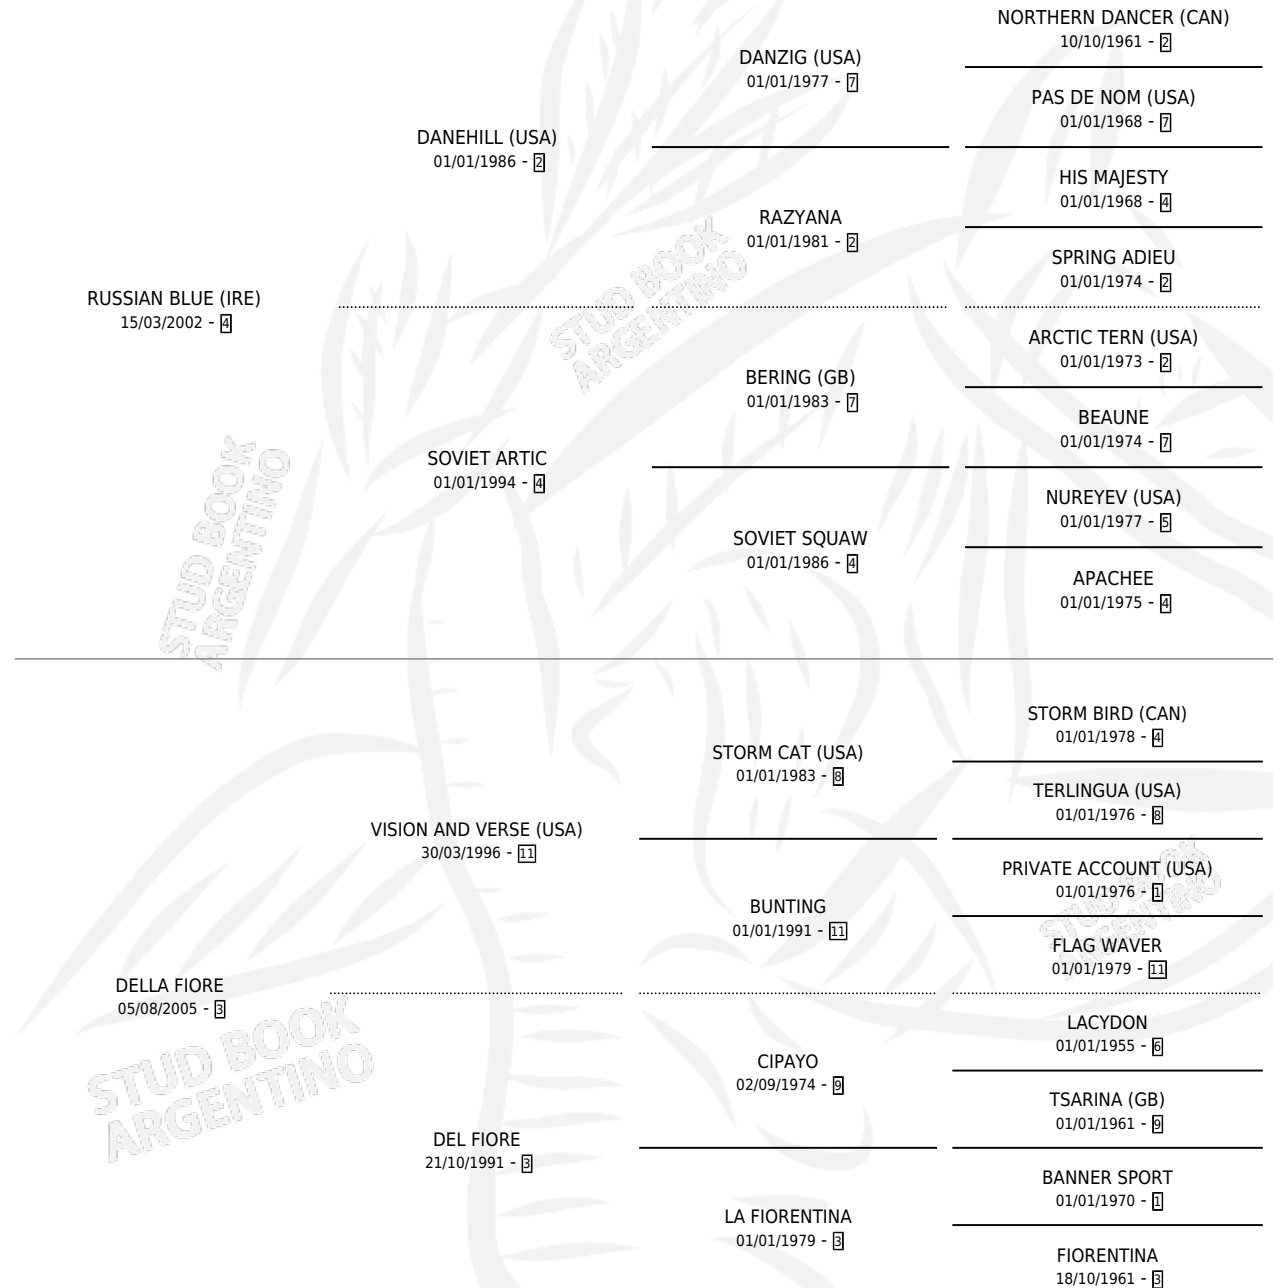 NORTHERN DANCER (CAN)
10/10/1961 - 2
DANZIG (USA)
01/01/1977 - 7
PAS DE NOM (USA)
01/01/1968 - 7
DANEHILL (USA)
01/01/1986 - 2
HIS MAJESTY
01/01/1968 - 4
RAZYANA
01/01/1981 - 2
SPRING ADIEU
01/01/1974 - 2
RUSSIAN BLUE (IRE)
15/03/2002 - 4
ARCTIC TERN (USA)
01/01/1973 - 2
BERING (GB)
01/01/1983 - 7
BEAUNE
01/01/1974 - 7
SOVIET ARTIC
01/01/1994 - 4
NUREYEV (USA)
01/01/1977 - 5
SOVIET SQUAW
01/01/1986 - 4
APACHEE
01/01/1975 - 4
STORM BIRD (CAN)
01/01/1978 - 4
STORM CAT (USA)
01/01/1983 - 8
TERLINGUA (USA)
01/01/1976 - 8
VISION AND VERSE (USA)
30/03/1996 - 11
PRIVATE ACCOUNT (USA)
01/01/1976 - 1
BUNTING
01/01/1991 - 11
FLAG WAVER
01/01/1979 - 11
DELLA FIORE
05/08/2005 - 3
LACYDON
01/01/1955 - 6
CIPAYO
02/09/1974 - 9
TSARINA (GB)
01/01/1961 - 9
DEL FIORE
21/10/1991 - 3
BANNER SPORT
01/01/1970 - 1
LA FIORENTINA
01/01/1979 - 3
FIORENTINA
18/10/1961 - 3
STUD BOOK
ARGENTINO
STUD BOOK
ARGENTINO
STUD BOOK
ARGENTINO
STUD BOOK
ARGENTINO